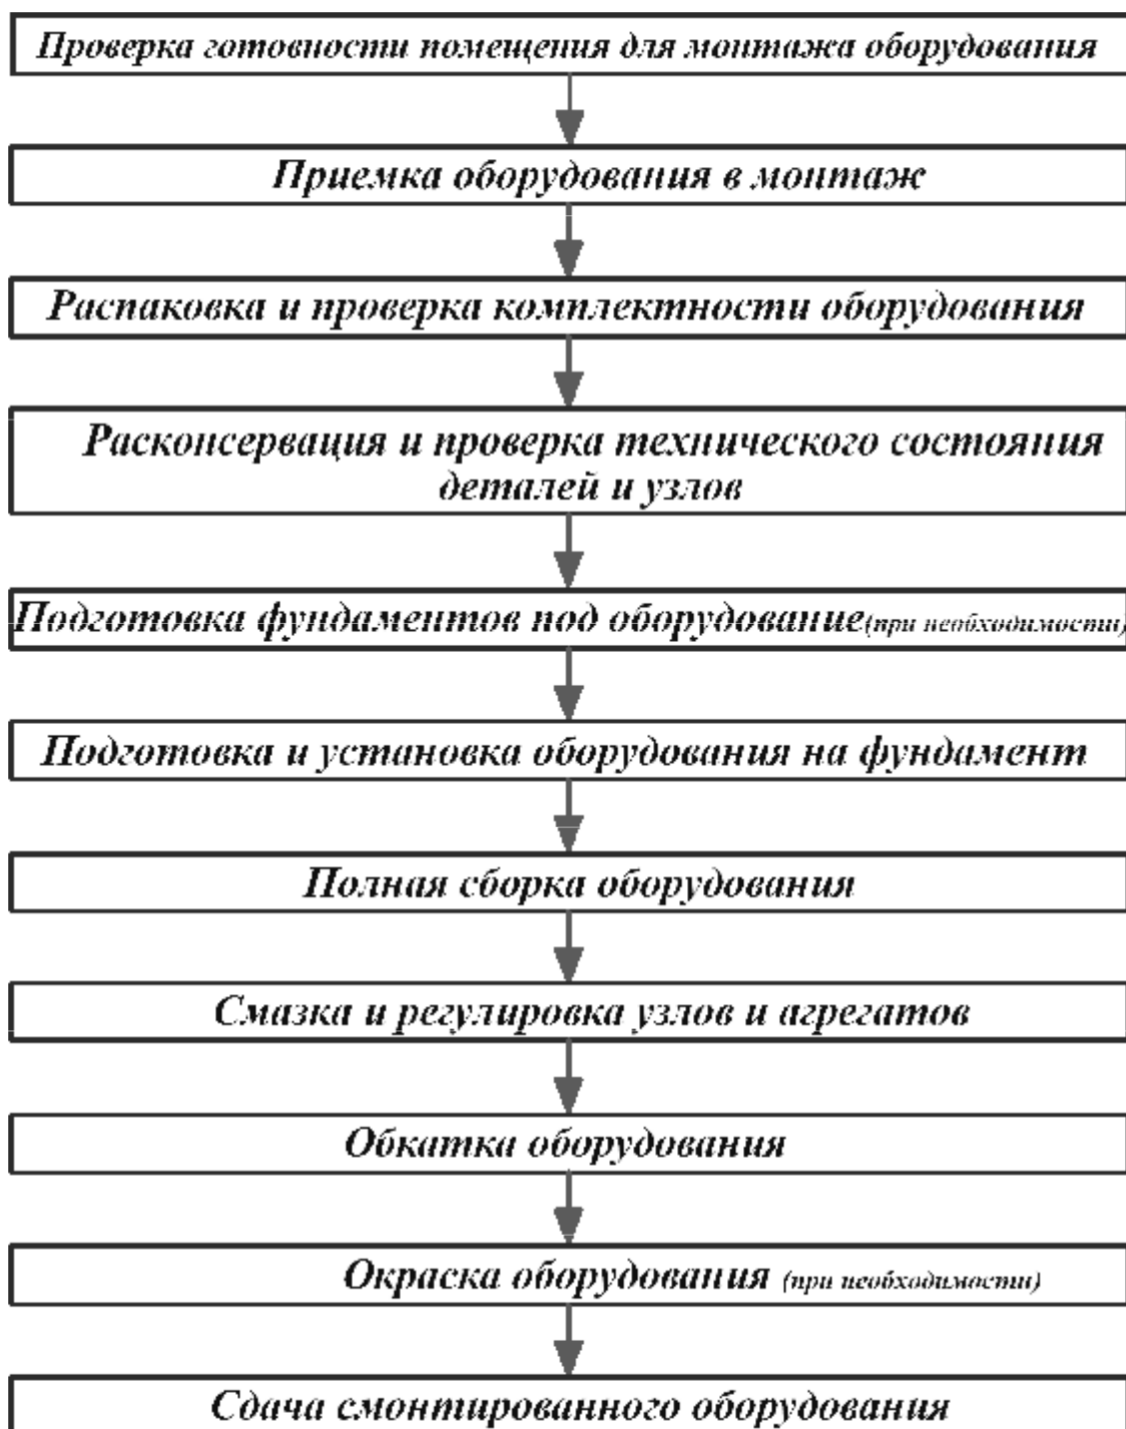 Проверка готовности помещения для монтажа оборудования
Приемка оборудования в монтаж
Распаковка и проверка комплектности оборудования
Расконсервация и проверка технического состояния
деталей и узлов
Подготовка фундаментов под оборудование(при необходимости)
Подготовка и установка оборудования на фундамент
Полная сборка оборудования
Смазка и регулировка узлов и агрегатов
Обкатка оборудования
Окраска оборудования (при необходимости)
Сдача смонтированного оборудования